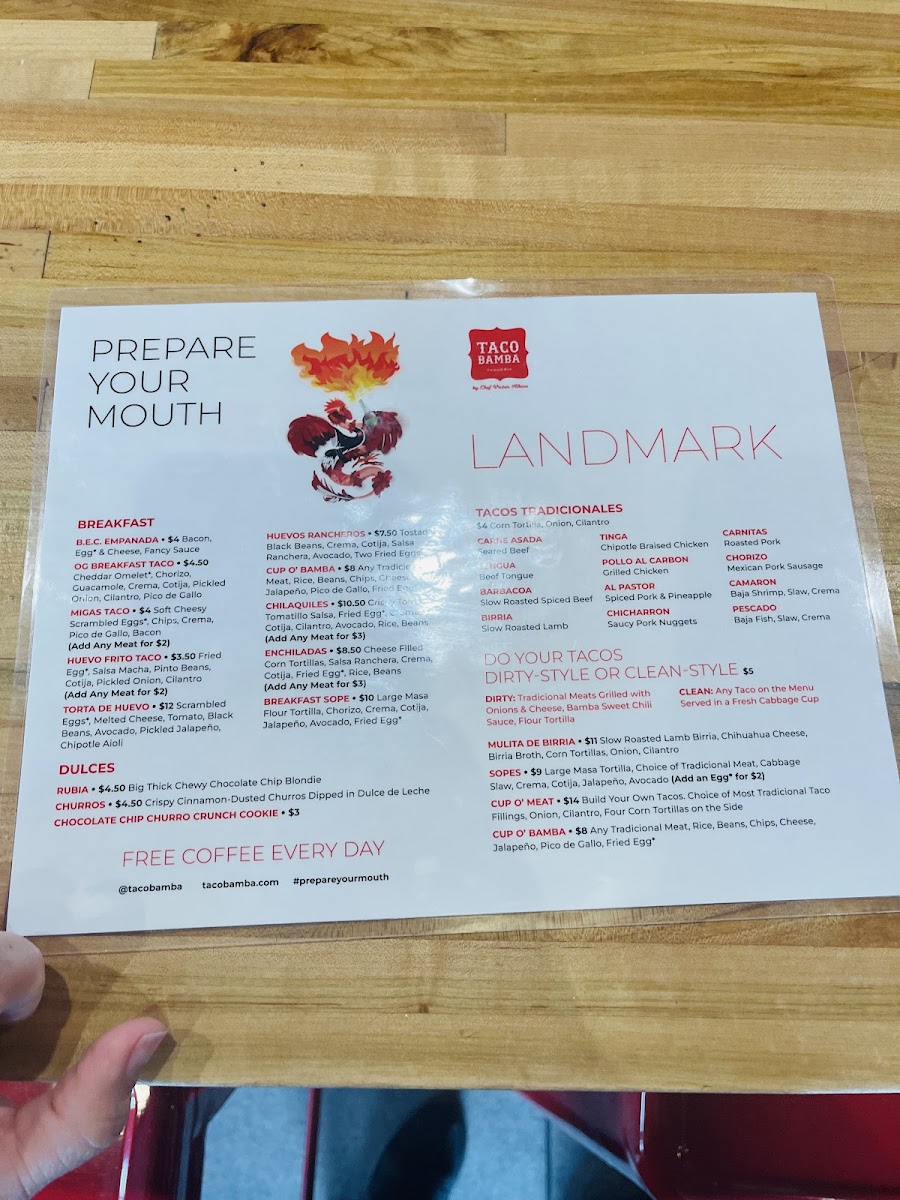 PREPARE
YOUR
MOUTH
TACO
BAMBA
LANDMARK
BREAKFAST
B.E.C. EMPANADA • $4 Bacon,
Egg* & Cheese, Fancy Sauce
OG BREAKFAST TACO • $4.50
Cheddar Omelet*, Chorizo,
Guacamole, Crema, Cotija, Pickled
Onion, Cilantro, Pico de Gallo
MIGAS TACO • $4 Soft Cheesy
Scrambled Eggs*, Chips, Crema,
Pico de Gallo, Bacon
(Add Any Meat for $2)
HUEVO FRITO TACO • $3.50 Fried
Egg*, Salsa Macha, Pinto Beans,
Cotija, Pickled Onion, Cilantro
(Add Any Meat for $2)
TORTA DE HUEVO • $12 Scrambled
Eggs*, Melted Cheese, Tomato, Black
Beans, Avocado, Pickled Jalapeño,
Chipotle Aioli
HUEVOS RANCHEROS • $7.50
Black Beans, Crema, Cotija, Salsa
Ranchera, Avocado, Two Fried
CUP O' BAMBA • $8 Any
Meat, Rice, Beans, Chips,
Jalapeño, Pico de Gallo, Fried
CHILAQUILES • $10.50
Tomatillo Salsa, Fried Egg*,
Cotija, Cilantro, Avocado, Rice, Beans
(Add Any Meat for $3)
ENCHILADAS • $8.50 Cheese Filled
Corn Tortillas, Salsa Ranchera, Crema,
Cotija, Fried Egg*, Rice, Beans
(Add Any Meat for $3)
BREAKFAST SOPE • $10 Large Masa
Flour Tortilla, Chorizo, Crema, Cotija,
Jalapeño, Avocado, Fried Egg*
DULCES
RUBIA • $4.50 Big Thick Chewy Chocolate Chip Blondie
CHURROS • $4.50 Crispy Cinnamon-Dusted Churros Dipped in Dulce de Leche
CHOCOLATE CHIP CHURRO CRUNCH COOKIE • $3
FREE COFFEE EVERY DAY
@tacobamba tacobamba.com #prepareyourmouth
TACOS TRADICIONALES
$4 Corn Tortilla, Onion, Cilantro
CARNE ASADA
Seared Beef
LENGUA
Beef Tongue
BARBACOA
Slow Roasted Spiced Beef
BIRRIA
Slow Roasted Lamb
TINGA
Chipotle Braised Chicken
POLLO AL CARBON
Grilled Chicken
AL PASTOR
Spiced Pork & Pineapple
CHICHARRON
Saucy Pork Nuggets
CARNITAS
Roasted Pork
CHORIZO
Mexican Pork Sausage
CAMARON
Baja Shrimp, Slaw, Crema
PESCADO
Baja Fish, Slaw, Crema
DO YOUR TACOS
DIRTY-STYLE OR CLEAN-STYLE $5
DIRTY: Traditional Meats Grilled with
Onions & Cheese, Bamba Sweet Chili
Sauce, Flour Tortilla
CLEAN: Any Taco on the Menu
Served in a Fresh Cabbage Cup
MULITA DE BIRRIA • $11 Slow Roasted Lamb Birria, Chihuahua Cheese,
Birria Broth, Corn Tortillas, Onion, Cilantro
SOPES • $9 Large Masa Tortilla, Choice of Traditional Meat, Cabbage
Slaw, Crema, Cotija, Jalapeño, Avocado (Add an Egg* for $2)
CUP O' MEAT • $14 Build Your Own Tacos. Choice of Most Traditional Taco
Fillings, Onion, Cilantro, Four Corn Tortillas on the Side
CUP O' BAMBA • $8 Any Traditional Meat, Rice, Beans, Chips, Cheese,
Jalapeño, Pico de Gallo, Fried Egg*